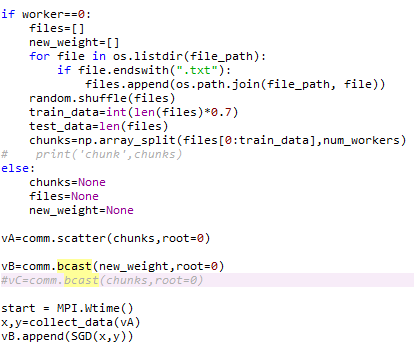 if worker==0:
    files=[]
    new_weight=[]
    for file in os.listdir(file_path):
        if file.endswith(".txt"):
            files.append(os.path.join(file_path, file))
    random.shuffle(files)
    train_data=int(len(files)*0.7)
    test_data=len(files)
    chunks=np.array_split(files[0:train_data],num_workers)
#    print('chunk',chunks)
else:
    chunks=None
    files=None
    new_weight=None
vA=comm.scatter(chunks,root=0)
vB=comm.bcast(new_weight,root=0)
#vC=comm.bcast(chunks,root=0)
start = MPI.Wtime()
x,y=collect_data(vA)
vB.append(SGD(x,y))